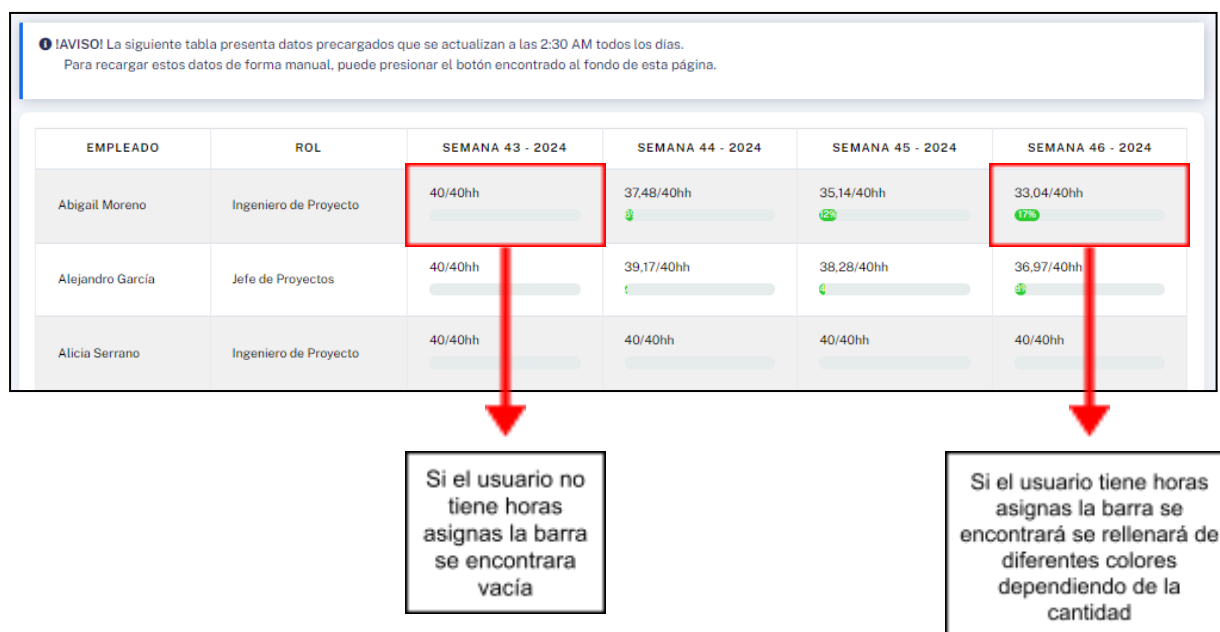 !AVISO! La siguiente tabla presenta datos precargados que se actualizan a las 2:30 AM todos los días.
Para recargar estos datos de forma manual, puede presionar el botón encontrado al fondo de esta página.
EMPLEADO ROL SEMANA 43 - 2024 SEMANA 44 - 2024 SEMANA 45 - 2024 SEMANA 46 - 2024
40/40hh 37,48/40hh 35,14/40hh 33,04/40hh
Abigail Moreno Ingeniero de Proyecto
17%
40/40hh 39,17/40hh 38,28/40hh 36,97/40hh
Alejandro García Jefe de Proyectos
40/40hh 40/40hh 40/40hh 40/40hh
Alicia Serrano Ingeniero de Proyecto
Si el usuario no
tiene horas
asignas la barra
se encontrara
vacía
Si el usuario tiene horas
asignas la barra se
encontrará se rellenará de
diferentes colores
dependiendo de la
cantidad